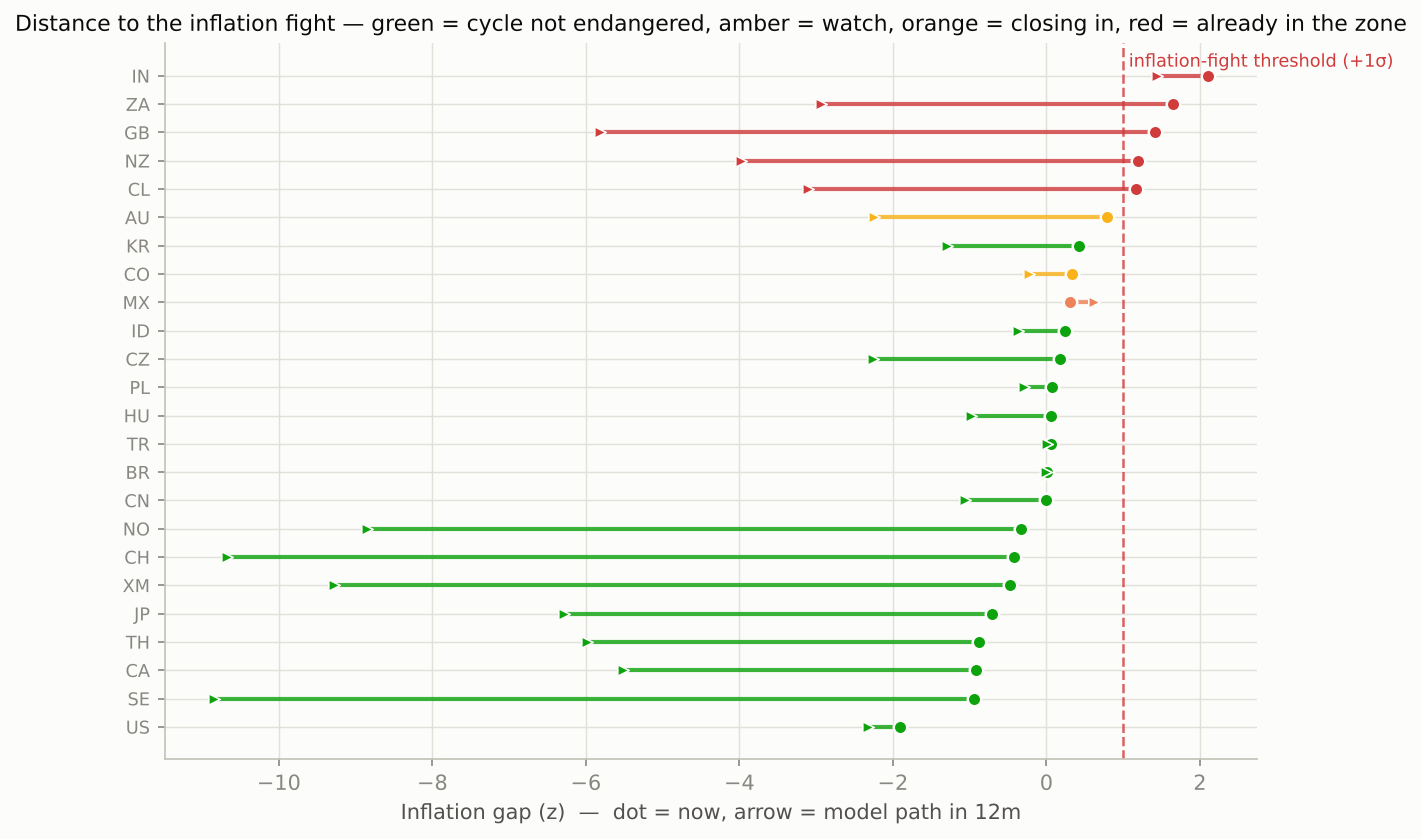 Distance to the inflation fight — green = cycle not endangered, amber = watch, orange = closing in, red = already in the zone
inflation-fight threshold (+1σ)
IN
ZA
GB
NZ
CL
AU
KR
CO
MX
ID
CZ
PL
HU
TR
BR
CN
NO
CH
XM
JP
TH
CA
SE
US
−10 −8 −6 −4 −2 0 2
Inflation gap (z) — dot = now, arrow = model path in 12m